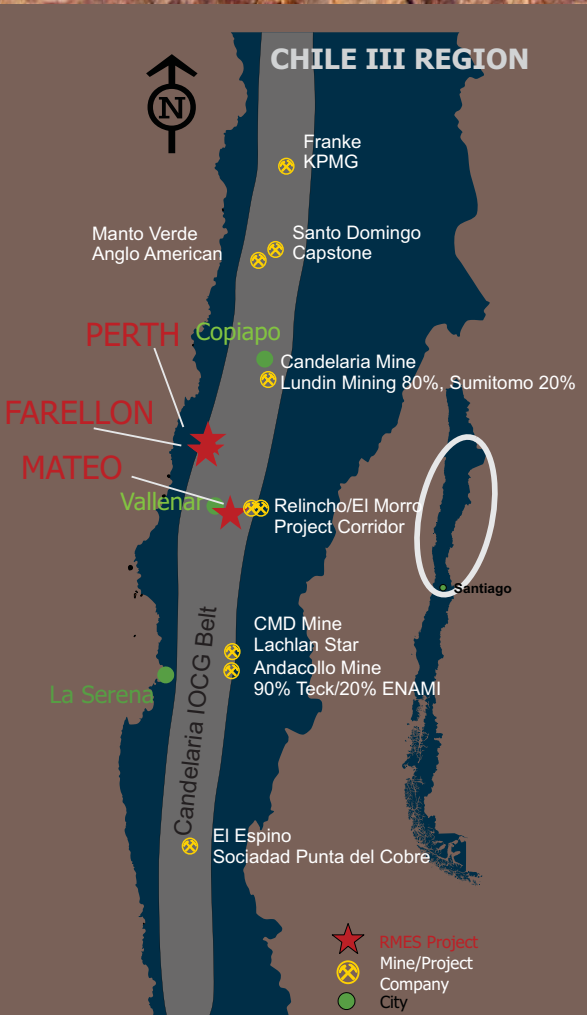 CHILE III REGION
N
Franke
KPMG
Manto Verde
Anglo American
Santo Domingo
Capstone
PERTH
Copiapo
Candelaria Mine
Lundin Mining 80%, Sumitomo 20%
FARELLON
MATEO
Vallenar
Relincho/El Morro
Project Corridor
Santiago
CMD Mine
Lachlan Star
Andacollo Mine
90% Teck/20% ENAMI
La Serena
Candelaria IOCG Belt
El Espino
Sociadad Punta del Cobre
RMES Project
Mine/Project
Company
City